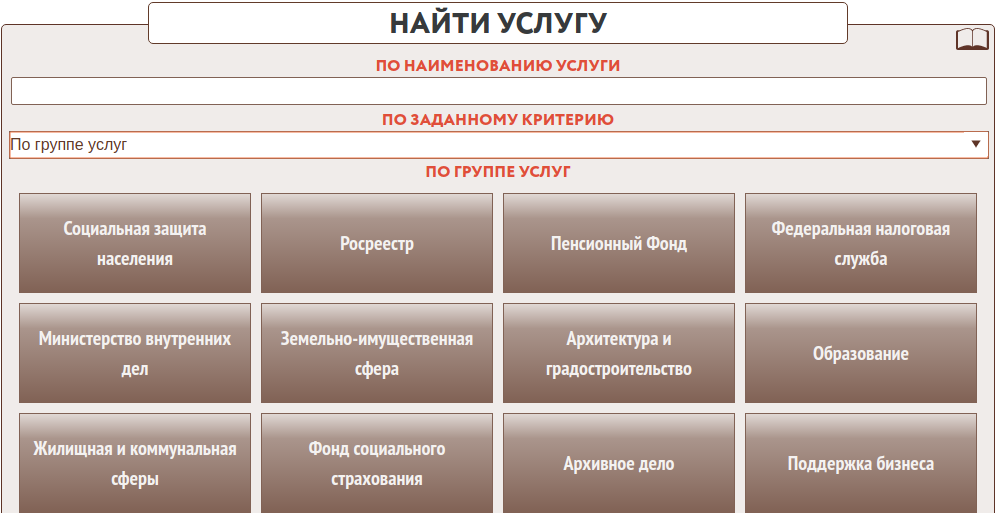 НАЙТИ УСЛУГУ
ПО НАИМЕНОВАНИЮ УСЛУГИ
ПО ЗАДАННОМУ КРИТЕРИЮ
По группе услуг
ПО ГРУППЕ УСЛУГ
Социальная защита
населения
Росреестр
Пенсионный Фонд
Федеральная налоговая
служба
Министерство внутренних
дел
Земельно-имущественная
сфера
Архитектура и
градостроительство
Образование
Жилищная и коммунальная
сферы
Фонд социального
страхования
Архивное дело
Поддержка бизнеса